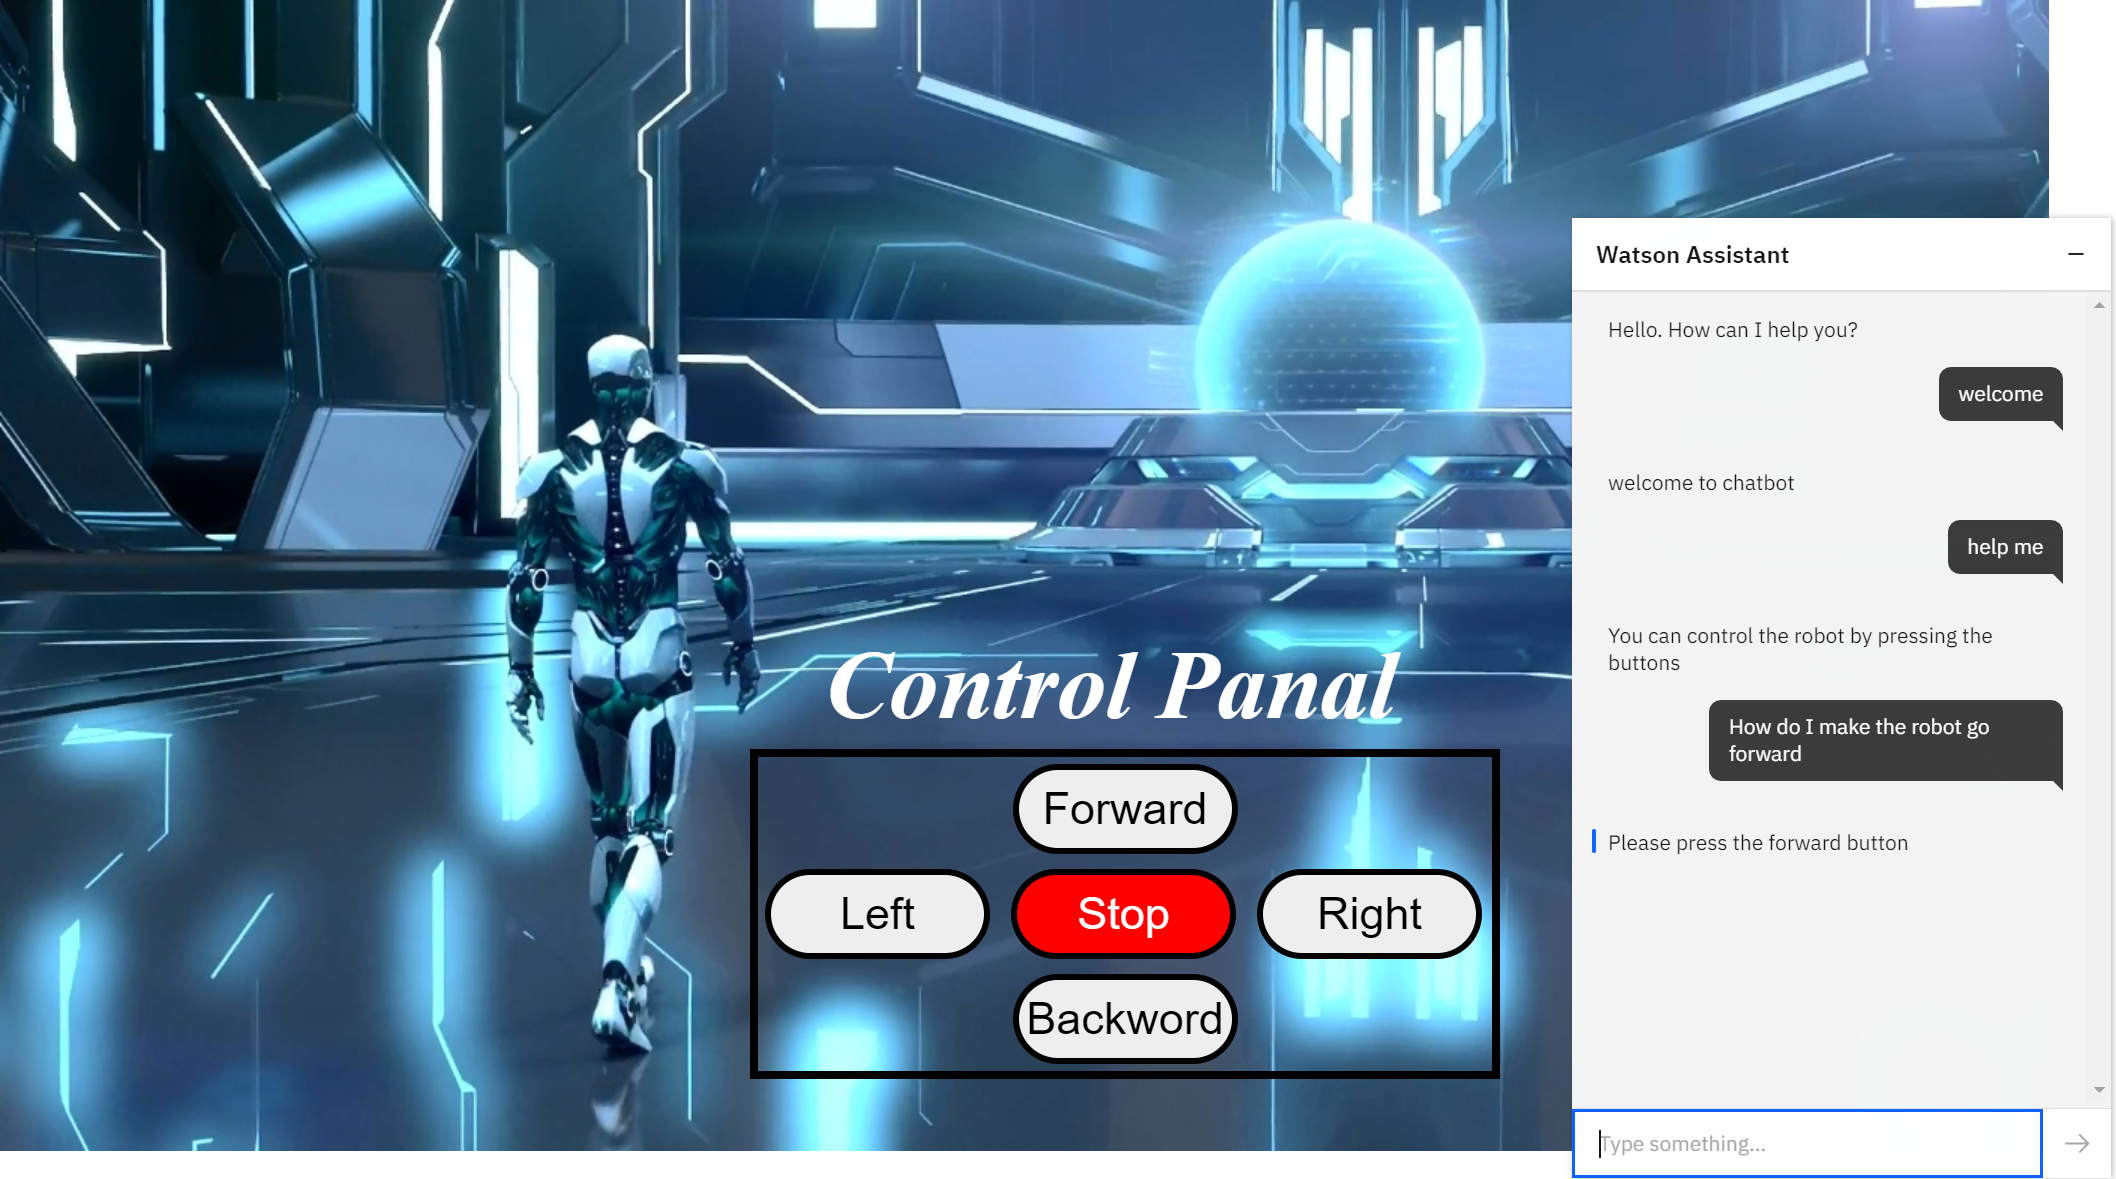 Control Panal
Forward
Left Stop Right
Backword
Watson Assistant
Hello. How can I help you?
welcome
welcome to chatbot
help me
You can control the robot by pressing the
buttons
How do I make the robot go
forward
Please press the forward button
Type something...